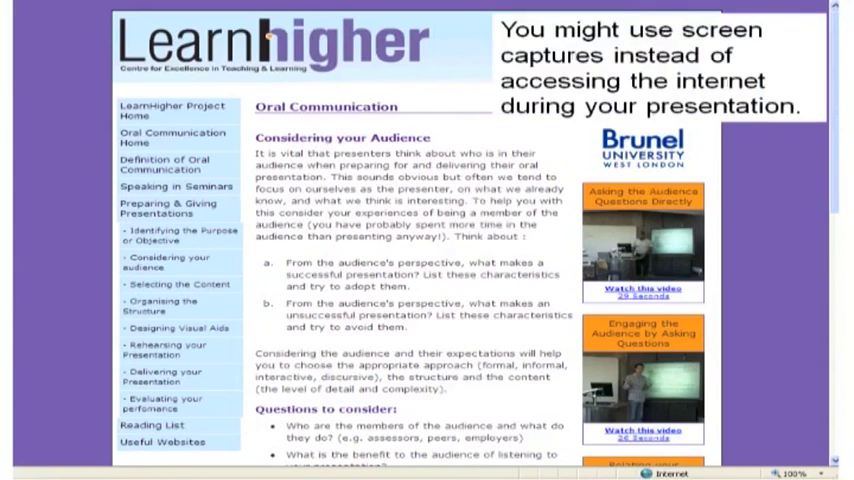 Learnhigher
Centre for Excellence in Teaching & Learning
You might use screen
captures instead of
accessing the internet
during your presentation.
LearnHigher Project
Home
Oral Communication
Home
Definition of Oral
Communication
Speaking in Seminars
Preparing & Giving
Presentations
- Identifying the Purpose
or Objective
- Considering your
audience
- Selecting the Content
- Organising the
Structure
- Designing Visual Aids
- Rehearsing your
Presentation
- Delivering your
Presentation
- Evaluating your
perfomance
Reading List
Useful Websites
Oral Communication
Considering your Audience
It is vital that presenters think about who is in their
audience when preparing for and delivering their oral
presentation. This sounds obvious but often we tend to
focus on ourselves as the presenter, on what we already
know, and what we think is interesting. To help you with
this consider your experiences of being a member of the
audience (you have probably spent more time in the
audience than presenting anyway!). Think about :
a. From the audience's perspective, what makes a
successful presentation? List these characteristics
and try to adopt them.
b. From the audience's perspective, what makes an
unsuccessful presentation? List these characteristics
and try to avoid them.
Considering the audience and their expectations will help
you to choose the appropriate approach (formal, informal,
interactive, discursive), the structure and the content
(the level of detail and complexity).
Questions to consider:
• Who are the members of the audience and what do
they do? (e.g. assessors, peers, employers)
• What is the benefit to the audience of listening to
your presentation?
Brunel
UNIVERSITY
WEST LONDON
Asking the Audience
Questions Directly
Watch this video
29 Seconds
Engaging the
Audience by Asking
Questions
Watch this video
26 Seconds
Relating your
Internet
100%